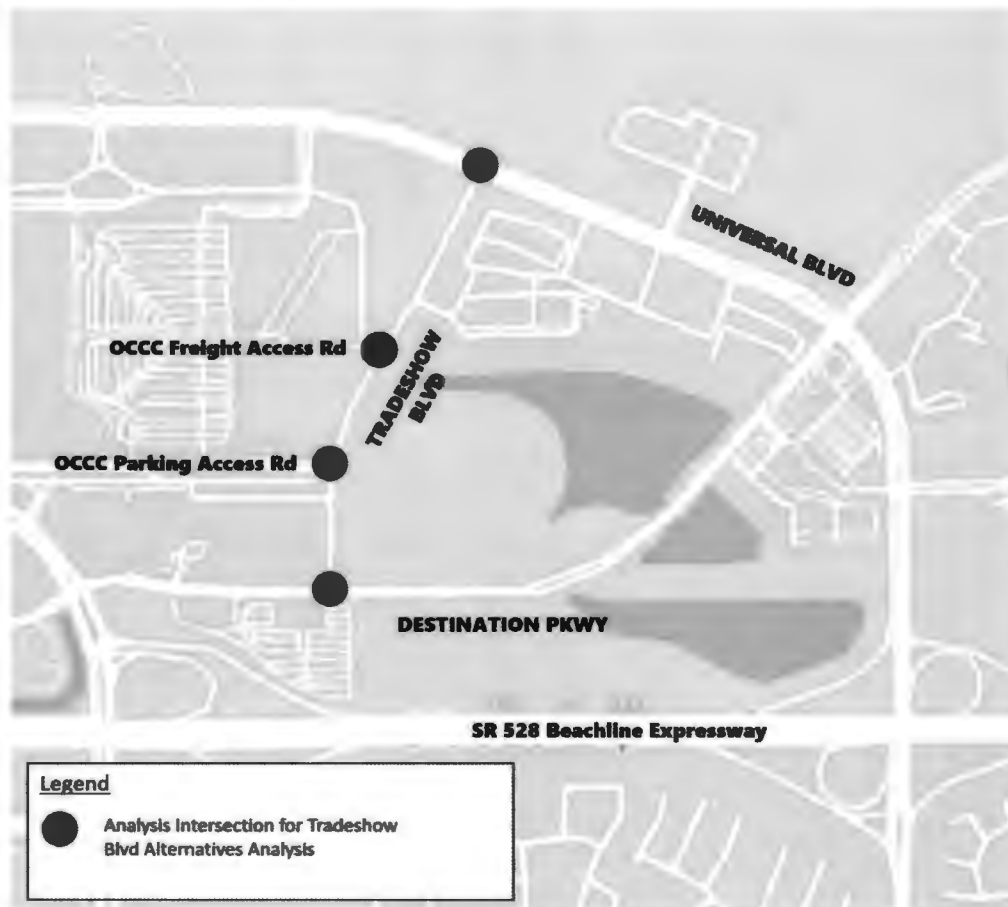 UNIVERSAL BLVD
OCCC Freight Access Rd
TRADESHOW
BLVD
OCCC Parking Access Rd
DESTINATION PKWY
SR 528 Beachline Expressway
Legend
Analysis Intersection for Tradeshow
Blvd Alternatives Analysis